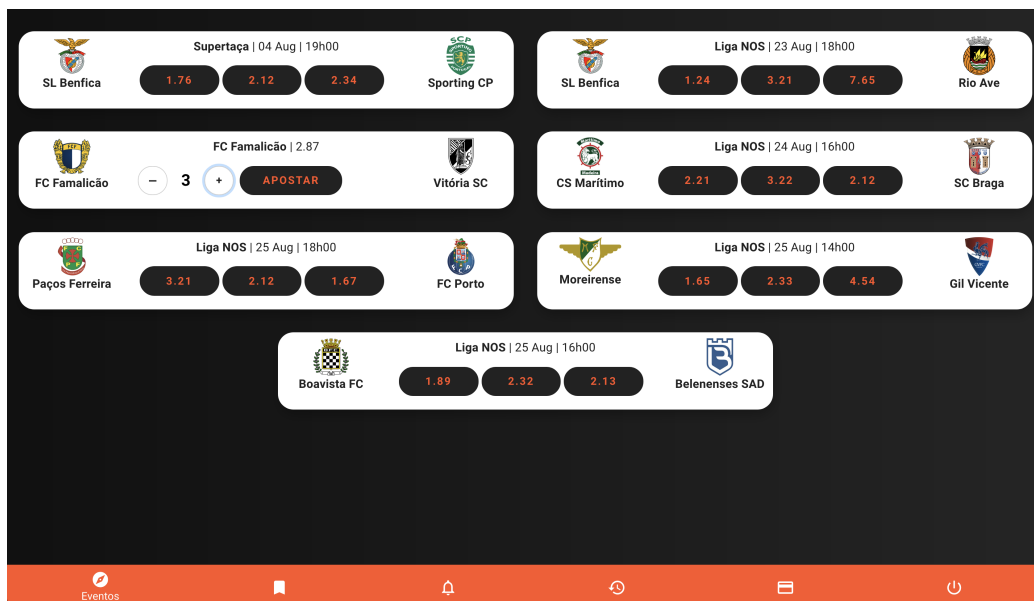 Supertaça | 04 Aug | 19h00
SL Benfica
1.76 2.12 2.34
Sporting CP
Liga NOS | 23 Aug | 18h00
SL Benfica
1.24 3.21 7.65
Rio Ave
FC Famalicão | 2.87
FC Famalicão
– 3 + APOSTAR
Vitória SC
Liga NOS | 24 Aug | 16h00
CS Marítimo
2.21 3.22 2.12
SC Braga
Liga NOS | 25 Aug | 18h00
Paços Ferreira
3.21 2.12 1.67
FC Porto
Liga NOS | 25 Aug | 14h00
Moreirense
1.65 2.33 4.54
Gil Vicente
Liga NOS | 25 Aug | 16h00
Boavista FC
1.89 2.32 2.13
Belenenses SAD
Eventos